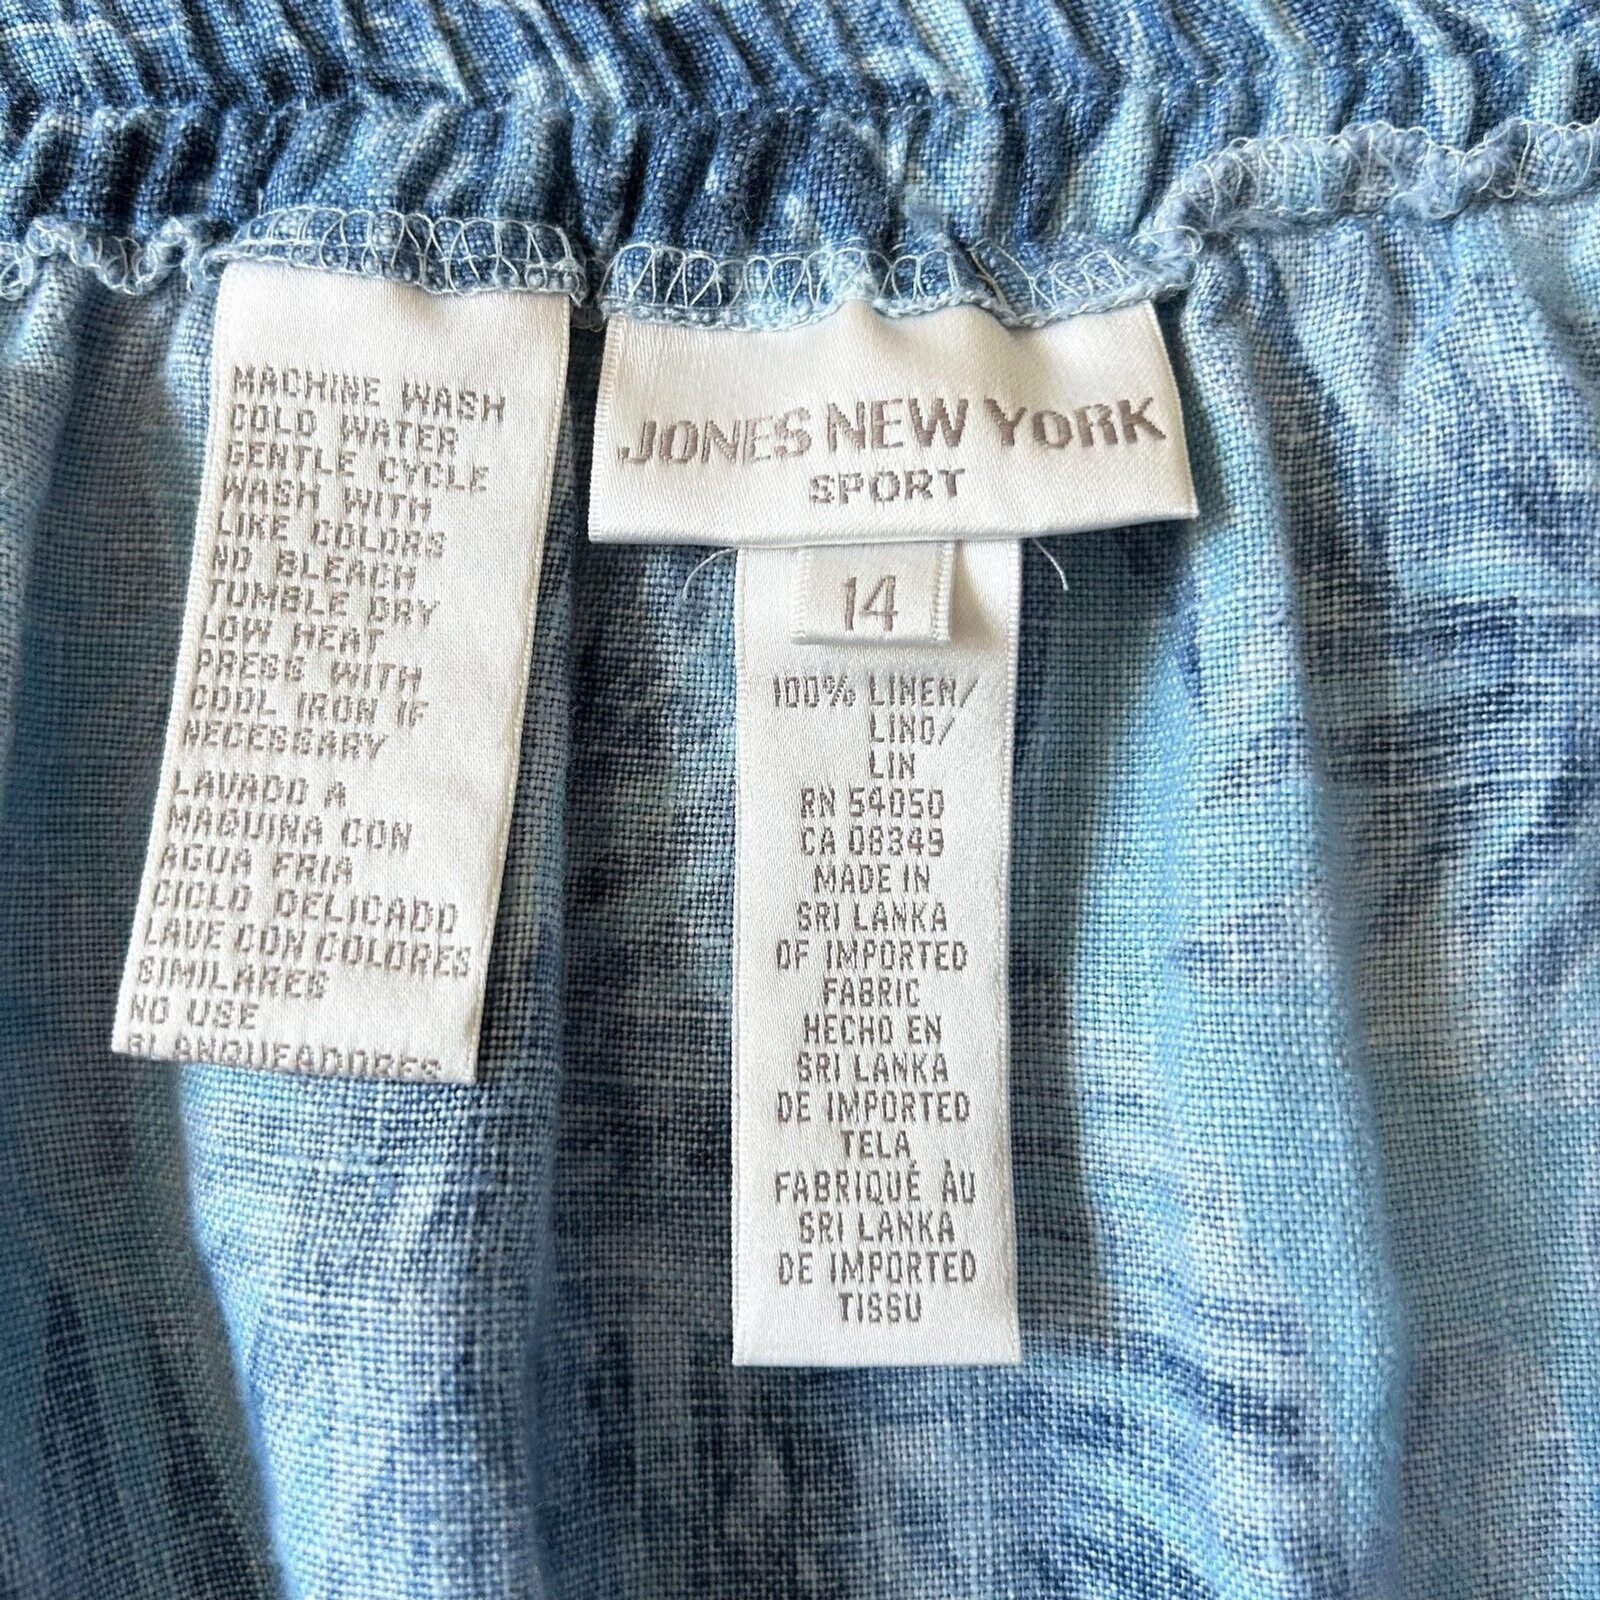 MACHINE WASH
COLD WATER
GENTLE CYCLE
WASH WITH
LIKE COLORS
NO BLEACH
TUMBLE DRY
LOW HEAT
PRESS WITH
COOL IRON IF
NECESSARY
LAVADO A
MAQUINA CON
AGUA FRIA
CICLO DELICADO
LAVE CON COLORES
SIMILARES
NO USE
BLANQUEADORES
JONES NEW YORK
SPORT
14
100% LINEN/
LINO/
LIN
RN 54050
CA 08349
MADE IN
SRI LANKA
OF IMPORTED
FABRIC
HECHO EN
SRI LANKA
DE IMPORTED
TELA
FABRIQUÉ ÀU
SRI LANKA
DE IMPORTED
TISSU